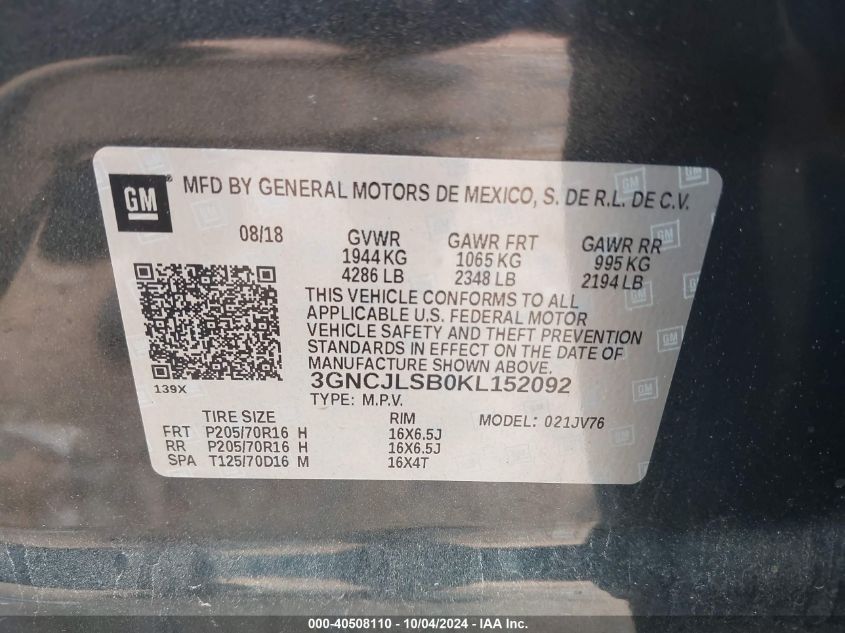 GM
MFD BY GENERAL MOTORS DE MEXICO, S. DE R.L. DE C.V.
08/18 GVWR GAWR FRT GAWR RR
1944 KG 1065 KG 995 KG
4286 LB 2348 LB 2194 LB
THIS VEHICLE CONFORMS TO ALL
APPLICABLE U.S. FEDERAL MOTOR
VEHICLE SAFETY AND THEFT PREVENTION
STANDARDS IN EFFECT ON THE DATE OF
MANUFACTURE SHOWN ABOVE.
139X 3GNCJLSB0KL152092
TYPE: M.P.V.
TIRE SIZE RIM MODEL: 021JV76
FRT P205/70R16 H 16X6.5J
RR P205/70R16 H 16X6.5J
SPA T125/70D16 M 16X4T
000-40508110 - 10/04/2024 - IAA Inc.